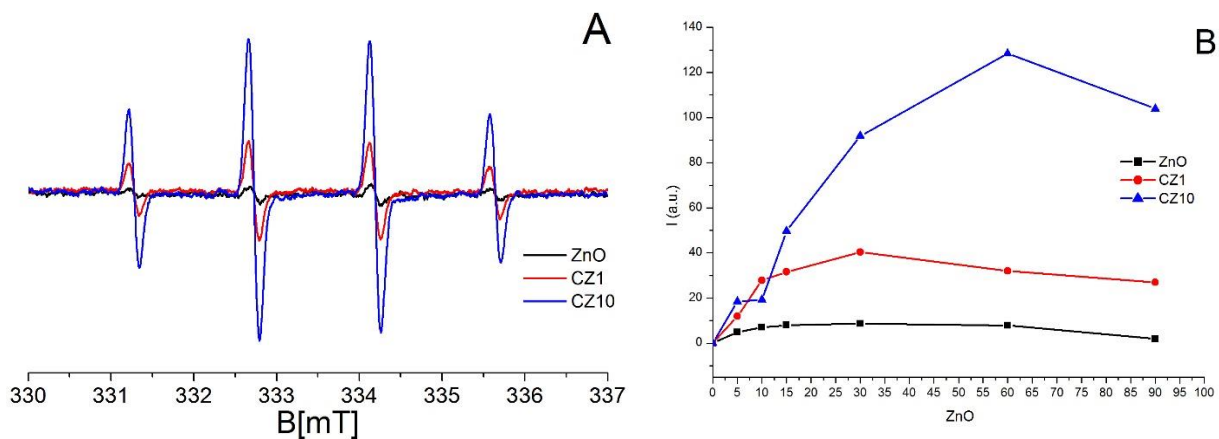 A
ZnO
CZ1
CZ10
330 331 332 333 334 335 336 337
B[mT]
B
140
120
100
80
60
40
20
0
I (a.u.)
ZnO
CZ1
CZ10
0 5 10 15 20 25 30 35 40 45 50 55 60 65 70 75 80 85 90 95 100
ZnO